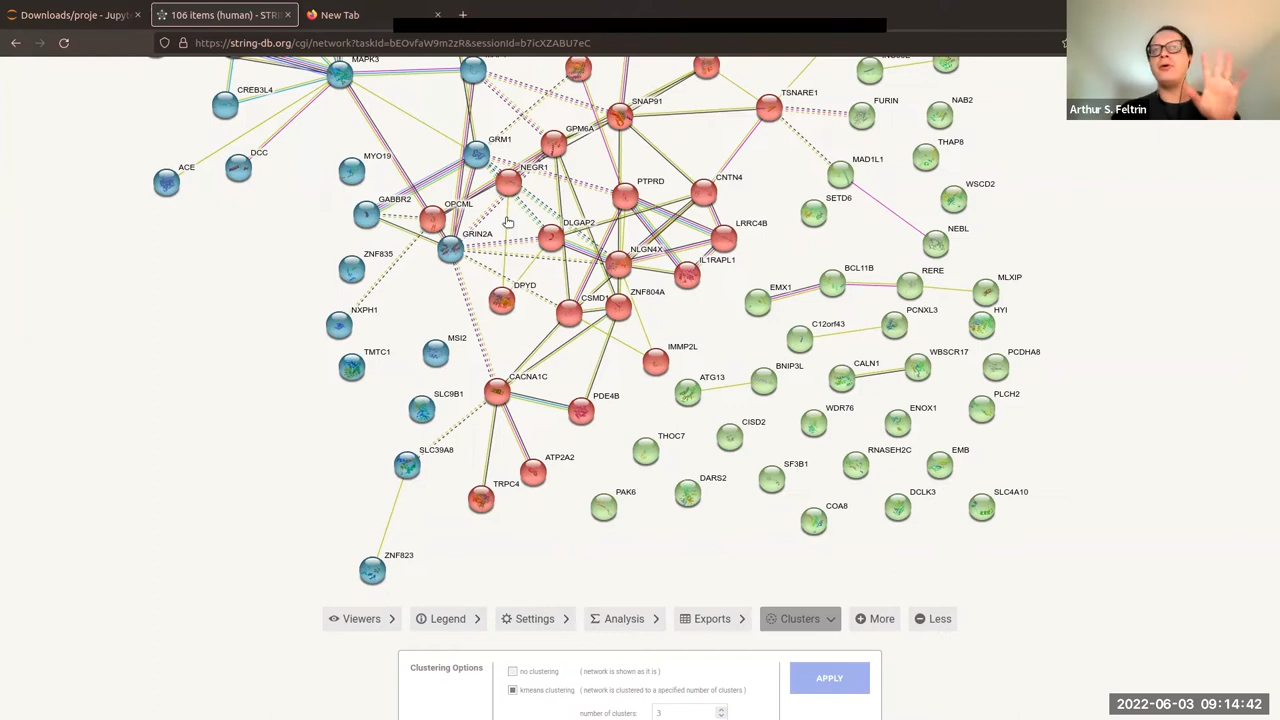 Downloads/proje - Jupyt
106 items (human) - STR
New Tab
https://string-db.org/cgi/network?taskId=bEOvfaW9m2zR&sessionId=b7icXZABU7eC
Arthur S. Feltrin
MAPK3
CREB3L4
SNAP91
TSNARE1
FURIN
NAB2
GPM6A
GRM1
THAP8
ACE
DCC
MYO19
NEGR1
MAD1L1
PTPRD
CNTN4
WSCD2
GABBR2
OPCML
SETD6
DLGAP2
LRRC4B
GRIN2A
NEBL
ZNF835
NLGN4X
IL1RAPL1
BCL11B
RERE
MLXIP
DPYD
CSMD1
ZNF804A
EMX1
NXPH1
C12orf43
PCNXL3
HYI
MSI2
IMMP2L
TMTC1
BNIP3L
CALN1
WBSCR17
PCDHA8
CACNA1C
ATG13
SLC9B1
PDE4B
WDR76
ENOX1
PLCH2
CISD2
THOC7
SLC39A8
ATP2A2
SF3B1
RNASEH2C
EMB
TRPC4
DARS2
PAK6
COA8
DCLK3
SLC4A10
ZNF823
Viewers
Legend
Settings
Analysis
Exports
Clusters
More
Less
Clustering Options
no clustering ( network is shown as it is )
APPLY
kmeans clustering ( network is clustered to a specified number of clusters )
number of clusters: 3
2022-06-03 09:14:42